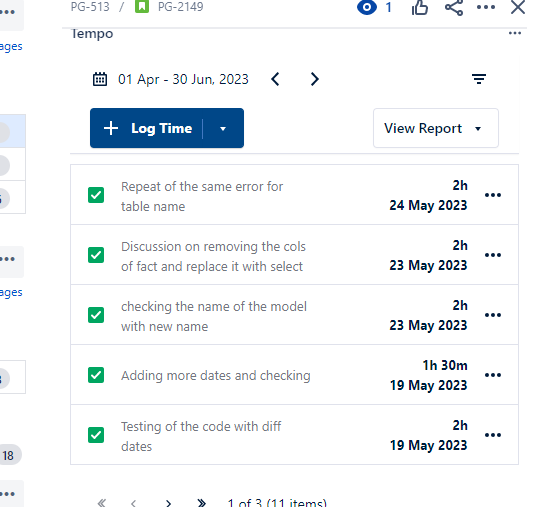 PG-513 / PG-2149
1
Tempo
01 Apr - 30 Jun, 2023
Log Time
View Report
Repeat of the same error for
table name
2h
24 May 2023
Discussion on removing the cols
of fact and replace it with select
2h
23 May 2023
checking the name of the model
with new name
2h
23 May 2023
Adding more dates and checking
1h 30m
19 May 2023
Testing of the code with diff
dates
2h
19 May 2023
1 of 3 (11 items)
ages
ages
18